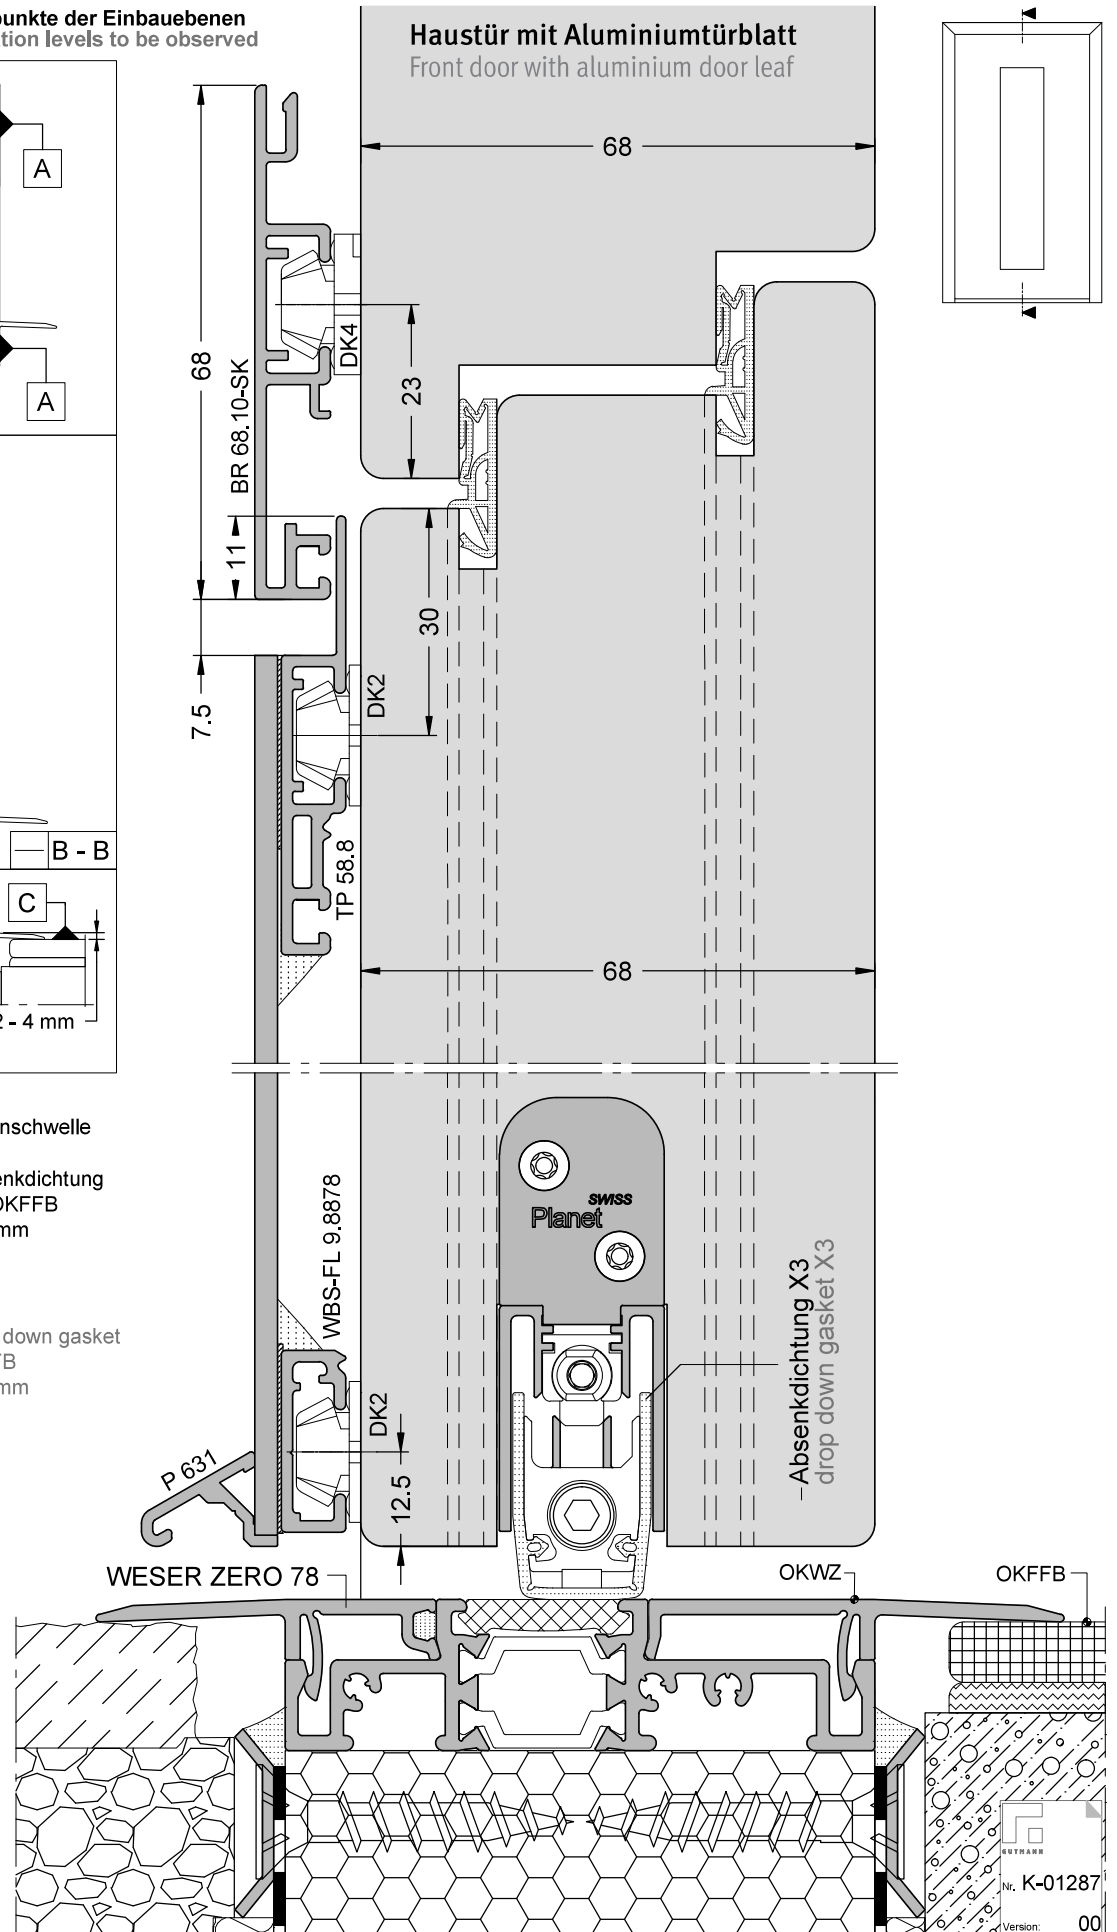 punkte der Einbauebenen
tion levels to be observed
Haustür mit Aluminiumtürblatt
Front door with aluminium door leaf
68
A
A
68
DK4
BR 68.10-SK
23
11
30
7.5
DK2
TP 58.8
B - B
C
2 - 4 mm
68
nschwelle
enkdichtung
OKFFB
mm
down gasket
B
mm
SWISS
Planet
WBS-FL 9.8878
Absenkdichtung X3
drop down gasket X3
DK2
12.5
P 631
WESER ZERO 78
OKWZ
OKFFB
GUTMANN
Nr. K-01287
Version: 00